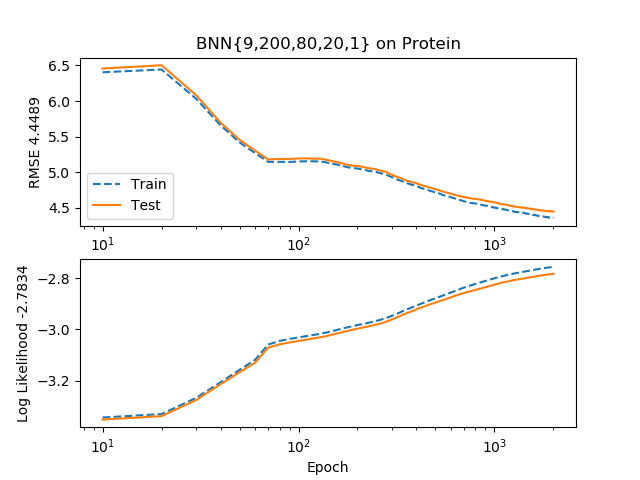 BNN{9,200,80,20,1} on Protein
RMSE 4.4489
6.5
6.0
5.5
5.0
4.5
Train
Test
10¹
10²
10³
Log Likelihood -2.7834
−2.8
−3.0
−3.2
10¹
10²
10³
Epoch